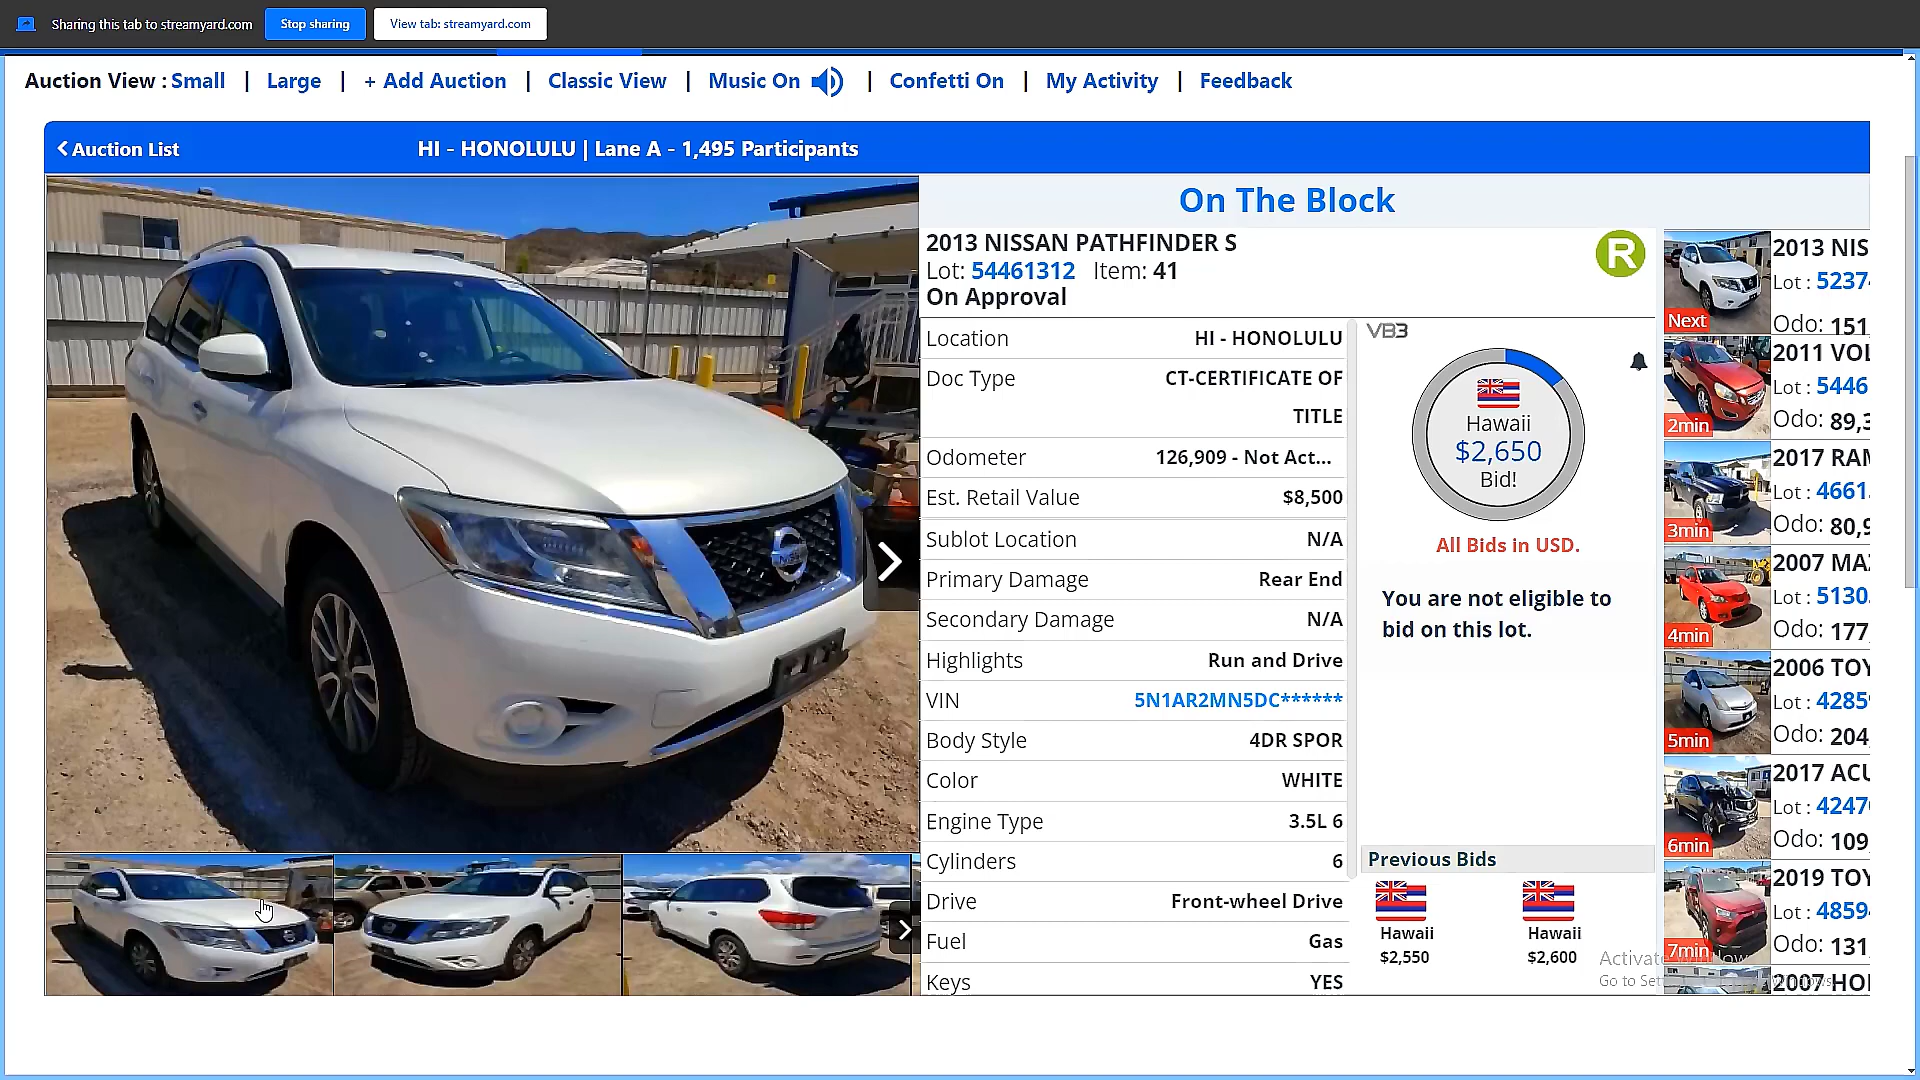 Sharing this tab to streamyard.com
Stop sharing
View tab: streamyard.com
Auction View : Small | Large | + Add Auction | Classic View | Music On | Confetti On | My Activity | Feedback
Auction List
HI - HONOLULU | Lane A - 1,495 Participants
On The Block
2013 NISSAN PATHFINDER S
Lot: 54461312 Item: 41
On Approval
R
Location HI - HONOLULU
Doc Type CT-CERTIFICATE OF
TITLE
Odometer 126,909 - Not Act...
Est. Retail Value $8,500
Sublot Location N/A
Primary Damage Rear End
Secondary Damage N/A
Highlights Run and Drive
VIN 5N1AR2MN5DC******
Body Style 4DR SPOR
Color WHITE
Engine Type 3.5L 6
Cylinders 6
Drive Front-wheel Drive
Fuel Gas
Keys YES
VB3
Hawaii
$2,650
Bid!
All Bids in USD.
You are not eligible to
bid on this lot.
Previous Bids
Hawaii
$2,550
Hawaii
$2,600
Next
2013 NIS
Lot : 5237
Odo: 151
2min
2011 VOL
Lot : 5446
Odo: 89,3
3min
2017 RAM
Lot : 4661
Odo: 80,9
4min
2007 MAZ
Lot : 5130
Odo: 177
5min
2006 TOY
Lot : 4285
Odo: 204
6min
2017 ACU
Lot : 4247
Odo: 109
7min
2019 TOY
Lot : 4859
Odo: 131
2007 HO
Activate
Go to